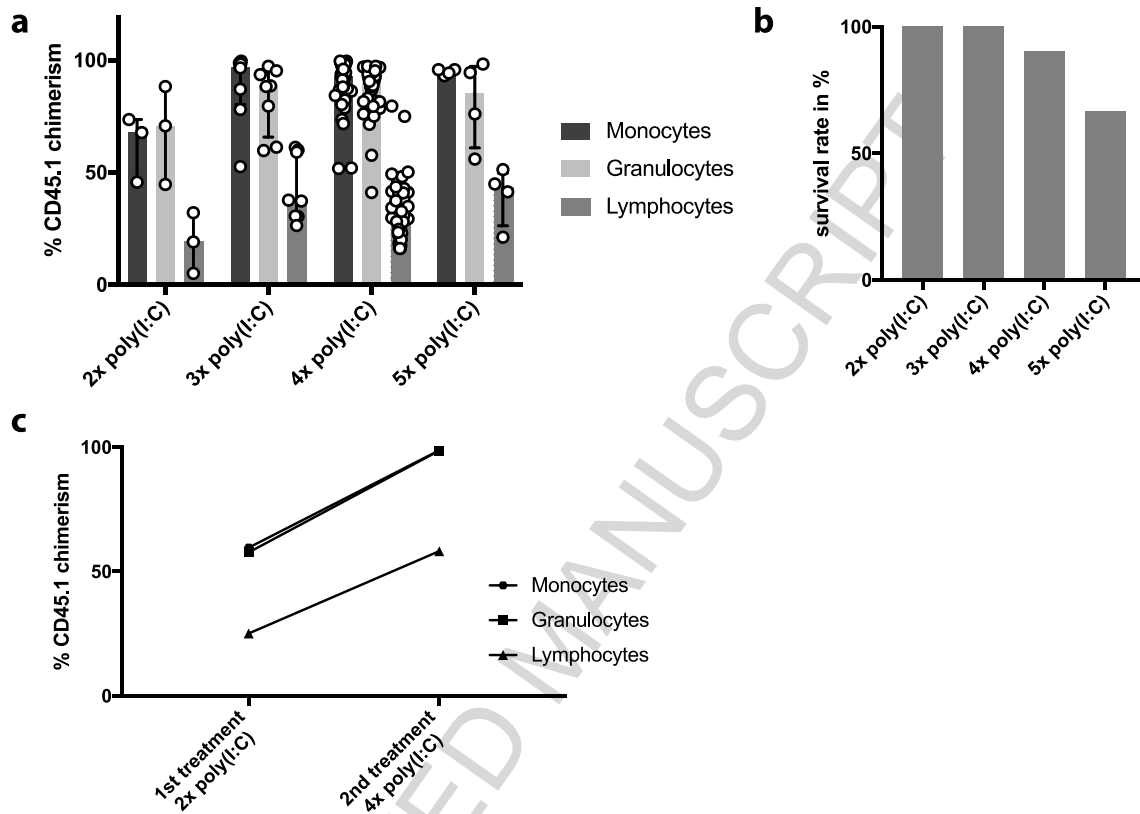 a
% CD45.1 chimerism
100
50
0
2x poly(I:C)
3x poly(I:C)
4x poly(I:C)
5x poly(I:C)
Monocytes
Granulocytes
Lymphocytes
b
survival rate in %
100
50
0
2x poly(I:C)
3x poly(I:C)
4x poly(I:C)
5x poly(I:C)
c
% CD45.1 chimerism
100
50
0
1st treatment
2x poly(I:C)
2nd treatment
4x poly(I:C)
Monocytes
Granulocytes
Lymphocytes
ED MANUSCRIPT